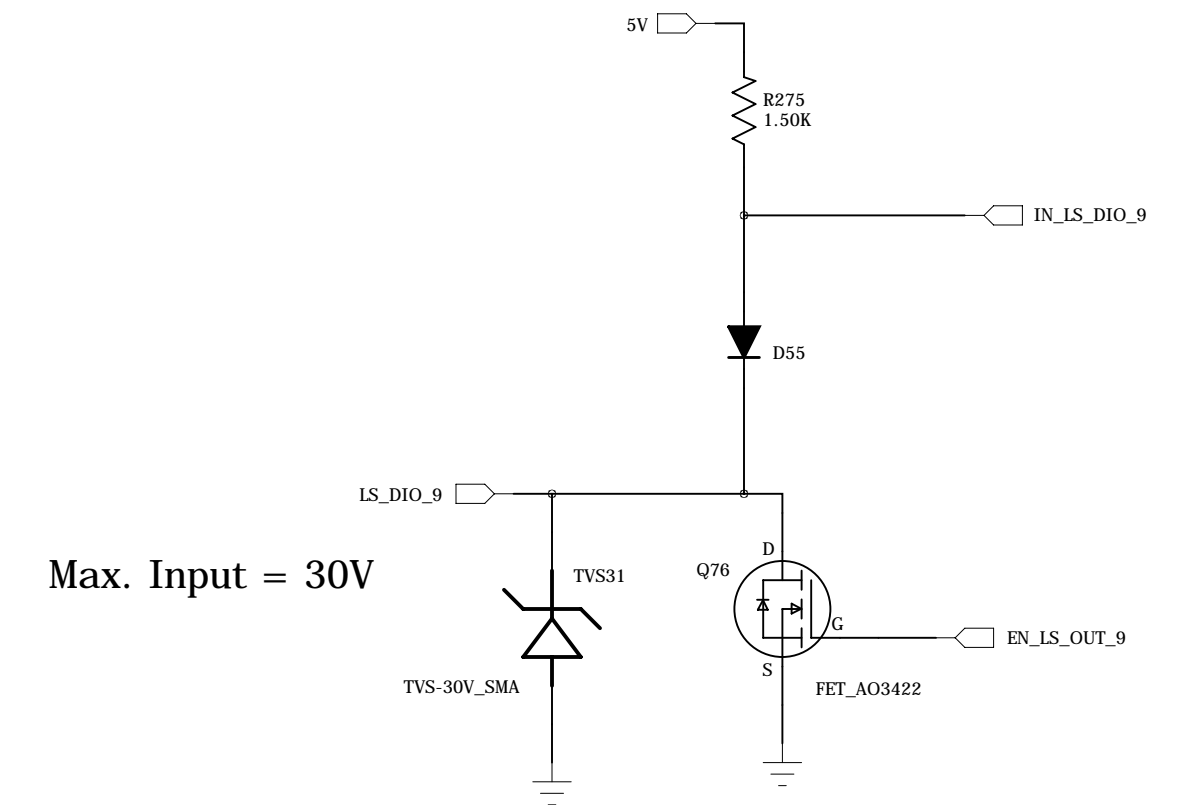 5V
R275
1.50K
IN_LS_DIO_9
D55
LS_DIO_9
D
Q76
TVS31
Max. Input = 30V
G
EN_LS_OUT_9
S
TVS-30V_SMA
FET_AO3422